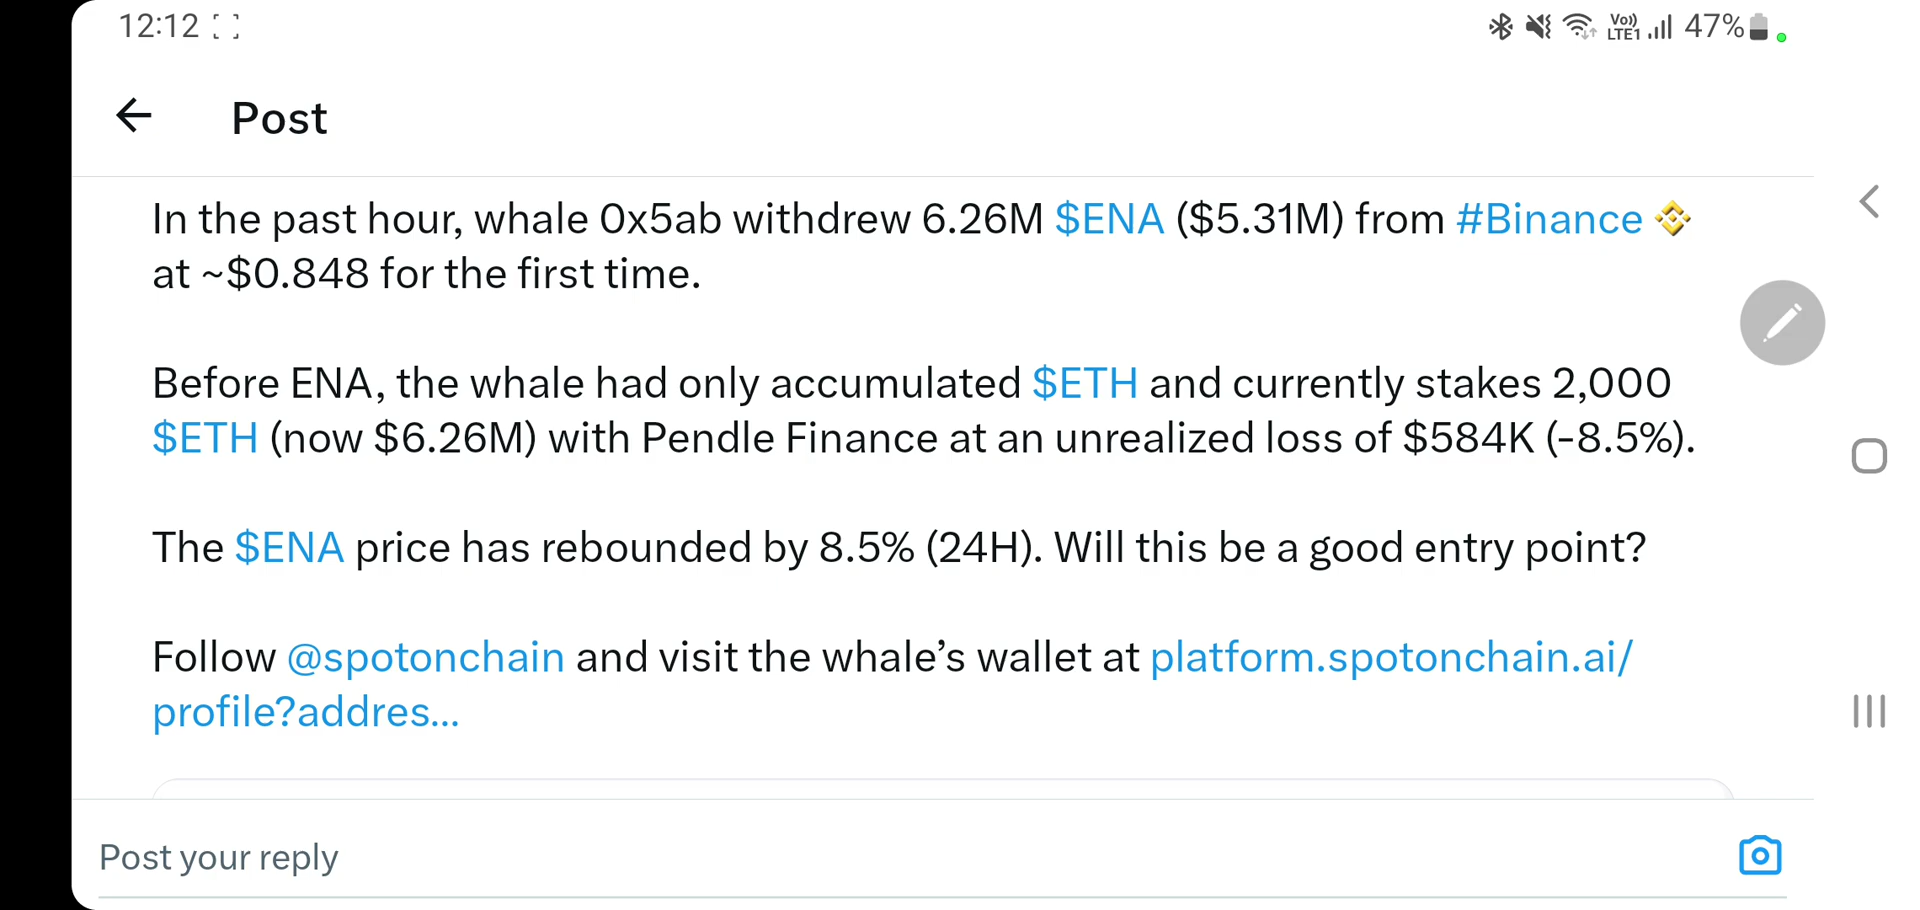 12:12
Vo)) LTE1 47%
Post
In the past hour, whale 0x5ab withdrew 6.26M $ENA ($5.31M) from #Binance
at ~$0.848 for the first time.
Before ENA, the whale had only accumulated $ETH and currently stakes 2,000
$ETH (now $6.26M) with Pendle Finance at an unrealized loss of $584K (-8.5%).
The $ENA price has rebounded by 8.5% (24H). Will this be a good entry point?
Follow @spotonchain and visit the whale’s wallet at platform.spotonchain.ai/
profile?addres...
Post your reply